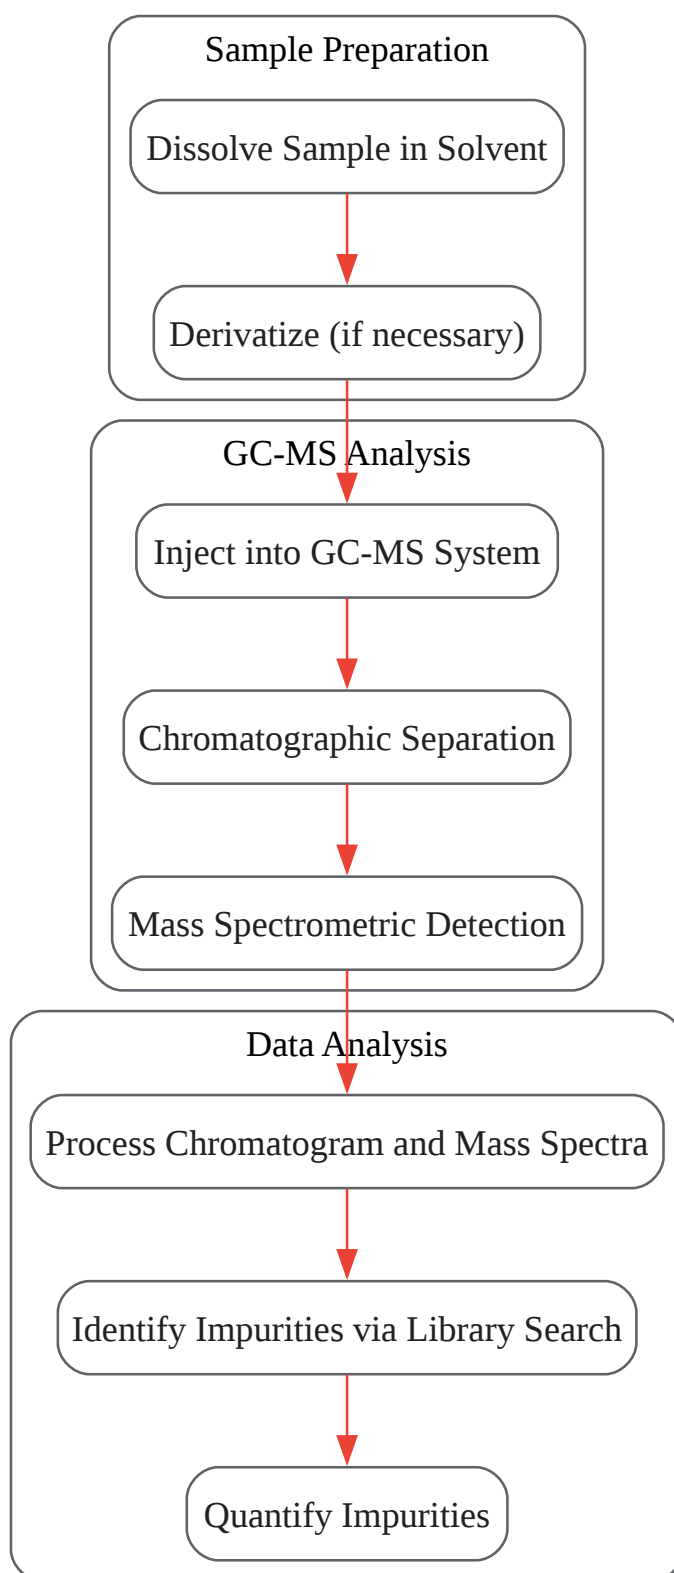 Sample Preparation
Dissolve Sample in Solvent
Derivatize (if necessary)
GC-MS Analysis
Inject into GC-MS System
Chromatographic Separation
Mass Spectrometric Detection
Data Analysis
Process Chromatogram and Mass Spectra
Identify Impurities via Library Search
Quantify Impurities